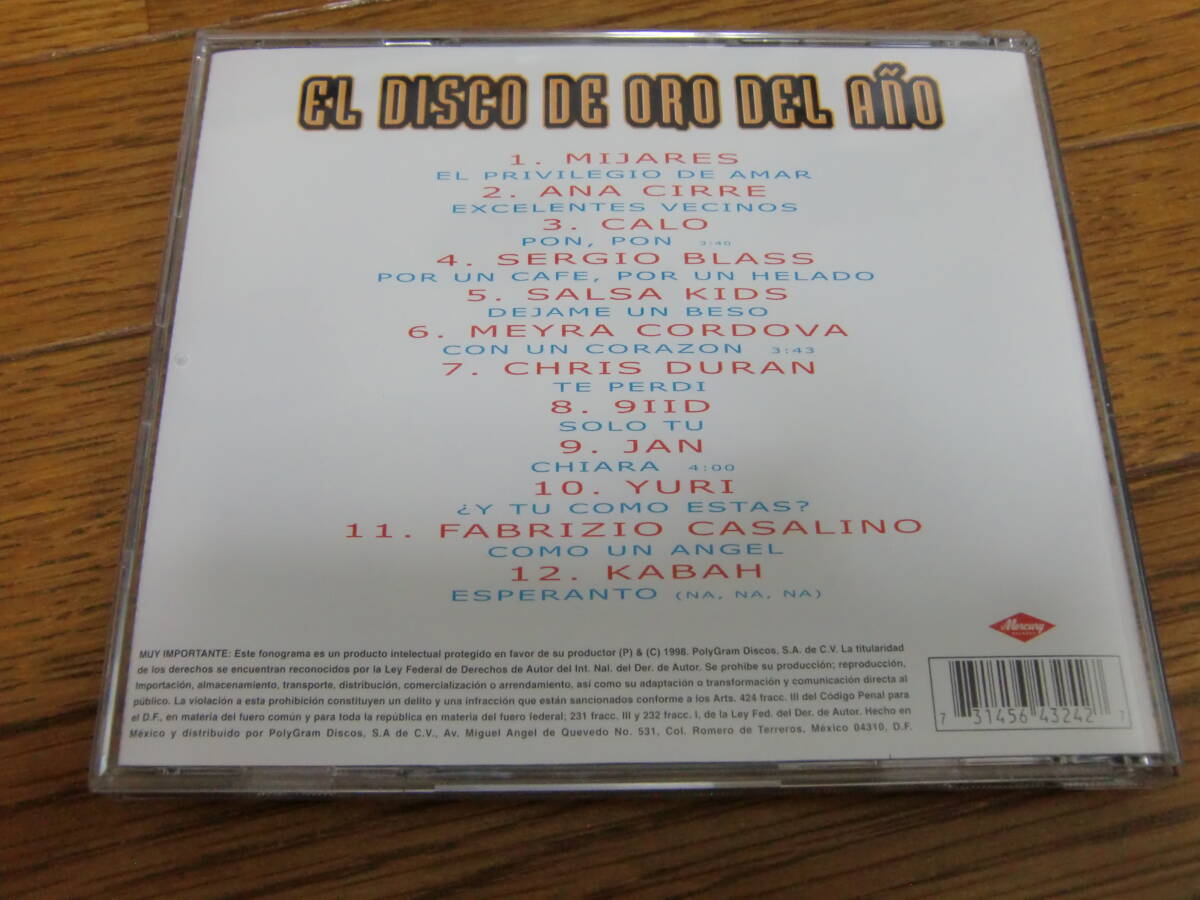 EL DISCO DE ORO DEL AÑO
1. MIJARES
EL PRIVILEGIO DE AMAR
2. ANA CIRRE
EXCELENTES VECINOS
3. CALO
PON, PON 3:40
4. SERGIO BLASS
POR UN CAFE, POR UN HELADO
5. SALSA KIDS
DEJAME UN BESO
6. MEYRA CORDOVA
CON UN CORAZON 3:43
7. CHRIS DURAN
TE PERDI
8. 9IID
SOLO TU
9. JAN
CHIARA 4:00
10. YURI
¿Y TU COMO ESTAS?
11. FABRIZIO CASALINO
COMO UN ANGEL
12. KABAH
ESPERANTO (NA, NA, NA)
Mercury
RECORDS
MUY IMPORTANTE: Este fonograma es un producto intelectual protegido en favor de su productor (P) & (C) 1998. PolyGram Discos, S.A. de C.V. La titularidad
de los derechos se encuentran reconocidos por la Ley Federal de Derechos de Autor del Int. Nal. del Der. de Autor. Se prohibe su producción; reproducción,
Importación, almacenamiento, transporte, distribución, comercialización o arrendamiento, así como su adaptación o transformación y comunicación directa al
público. La violación a esta prohibición constituyen un delito y una infracción que están sancionados conforme a los Arts. 424 fracc. III del Código Penal para
el D.F., en materia del fuero común y para toda la república en materia del fuero federal; 231 fracc. III y 232 fracc. I, de la Ley Fed. del Der. de Autor. Hecho en
México y distribuido por PolyGram Discos, S.A de C.V., Av. Miguel Angel de Quevedo No. 531, Col. Romero de Terreros, México 04310, D.F.
7 31456 43242 7